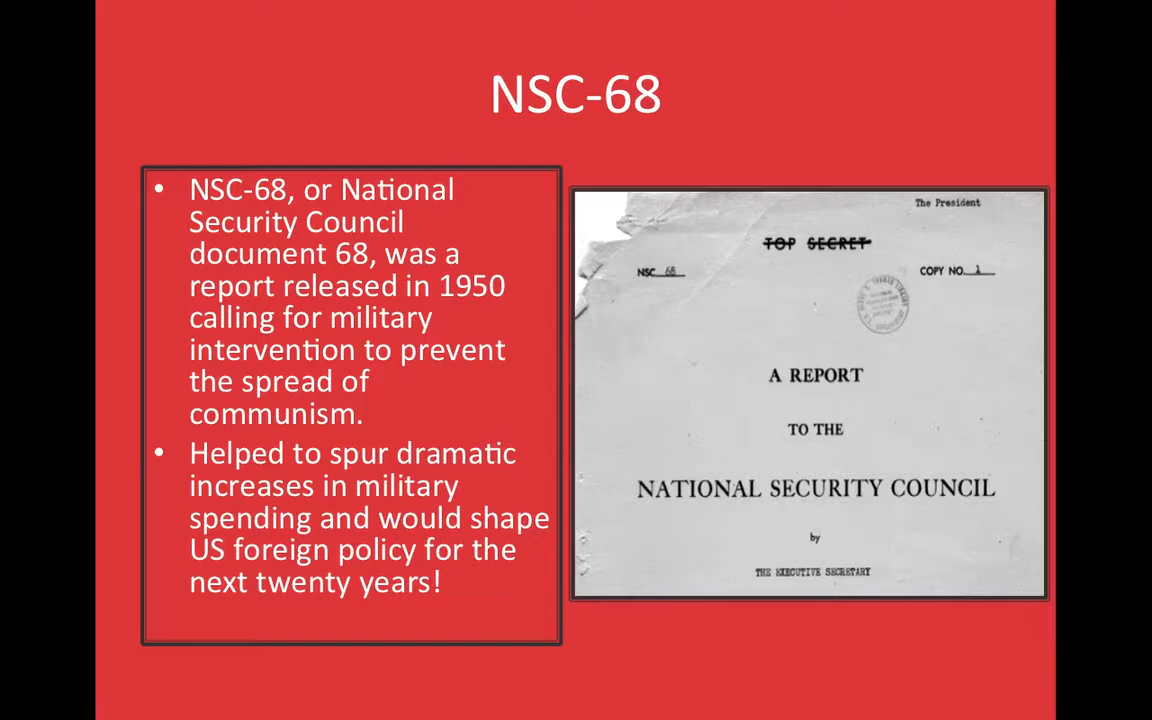 NSC-68
• NSC-68, or National
Security Council
document 68, was a
report released in 1950
calling for military
intervention to prevent
the spread of
communism.
• Helped to spur dramatic
increases in military
spending and would shape
US foreign policy for the
next twenty years!
The President
TOP SECRET
NSC 68
COPY NO. 1
A REPORT
TO THE
NATIONAL SECURITY COUNCIL
by
THE EXECUTIVE SECRETARY